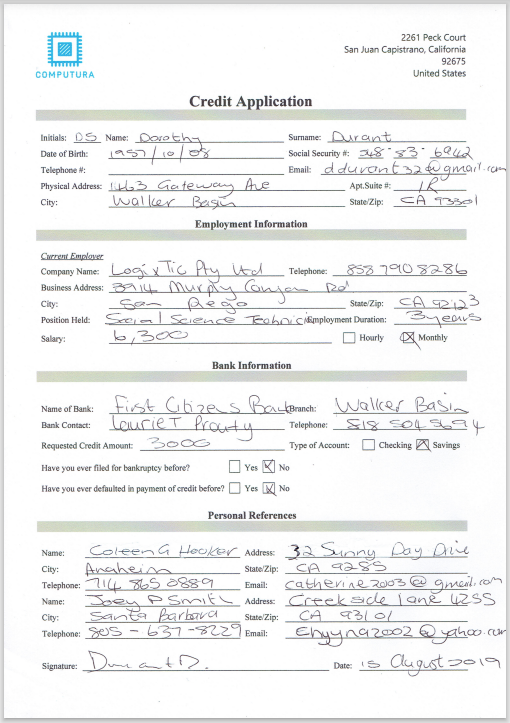 COMPUTURA
2261 Peck Court
San Juan Capistrano, California
92675
United States
Credit Application
Initials: DS Name: Dorothy Surname: Durant
Date of Birth: 1957/10/08 Social Security #: 83 6942
Telephone #: Email: ddurant32@gmail.com
Physical Address: 1463 Gateway Ave Apt.Suite #: 1R
City: Walker Basin State/Zip: CA 93301
Employment Information
Current Employer
Company Name: LogixTic Pty Ltd Telephone: 858 790 8286
Business Address: 3914 Murphy Canyon Rd
City: San Diego State/Zip: CA 92123
Position Held: Social Science Technici Employment Duration: 3 years
Salary: 6,300 Hourly Monthly
Bank Information
Name of Bank: First Citizens Bank Branch: Walker Basin
Bank Contact: Laurie T Prouty Telephone: 818 504 5694
Requested Credit Amount: 3000 Type of Account: Checking Savings
Have you ever filed for bankruptcy before? Yes No
Have you ever defaulted in payment of credit before? Yes No
Personal References
Name: Coleen G Hooker Address: 32 Sunny Day Drive
City: Anaheim State/Zip: CA 9285
Telephone: 714 865 0889 Email: catherine2003@gmail.com
Name: Joey P Smith Address: Creekside Lane 4255
City: Santa Barbara State/Zip: CA 93101
Telephone: 805-637-8229 Email: @yahoo.com
Signature: Durant D. Date: 15 August 2019